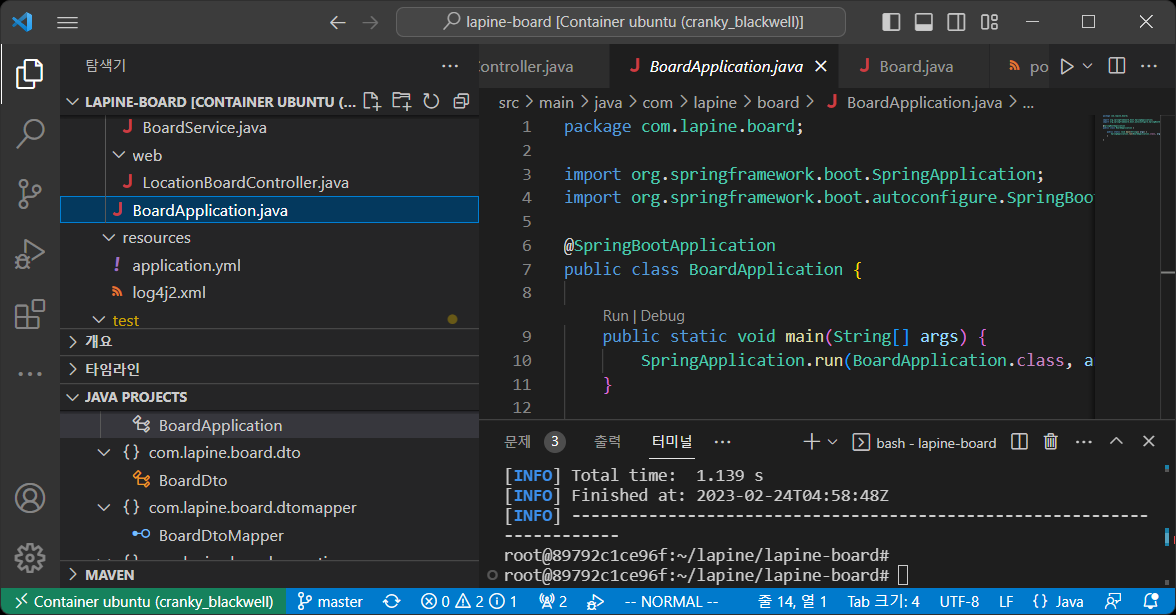 lapine-board [Container ubuntu (cranky_blackwell)]
탐색기
LAPINE-BOARD [CONTAINER UBUNTU (...
BoardService.java
web
LocationBoardController.java
BoardApplication.java
resources
application.yml
log4j2.xml
test
개요
타임라인
JAVA PROJECTS
BoardApplication
{} com.lapine.board.dto
BoardDto
{} com.lapine.board.dtomapper
BoardDtoMapper
MAVEN
Controller.java
BoardApplication.java
Board.java
po
src > main > java > com > lapine > board > BoardApplication.java > ...
1 package com.lapine.board;
2
3 import org.springframework.boot.SpringApplication;
4 import org.springframework.boot.autoconfigure.SpringBoo
5
6 @SpringBootApplication
7 public class BoardApplication {
8
Run | Debug
9 public static void main(String[] args) {
10 SpringApplication.run(BoardApplication.class, a
11 }
12
문제 3 출력 터미널
bash - lapine-board
[INFO] Total time:  1.139 s
[INFO] Finished at: 2023-02-24T04:58:48Z
[INFO] ------------------------------------------------------------
------------
root@89792c1ce96f:~/lapine/lapine-board#
root@89792c1ce96f:~/lapine/lapine-board#
Container ubuntu (cranky_blackwell) master 0 2 1 2 -- NORMAL -- 줄 14, 열 1 Tab 크기: 4 UTF-8 LF {} Java